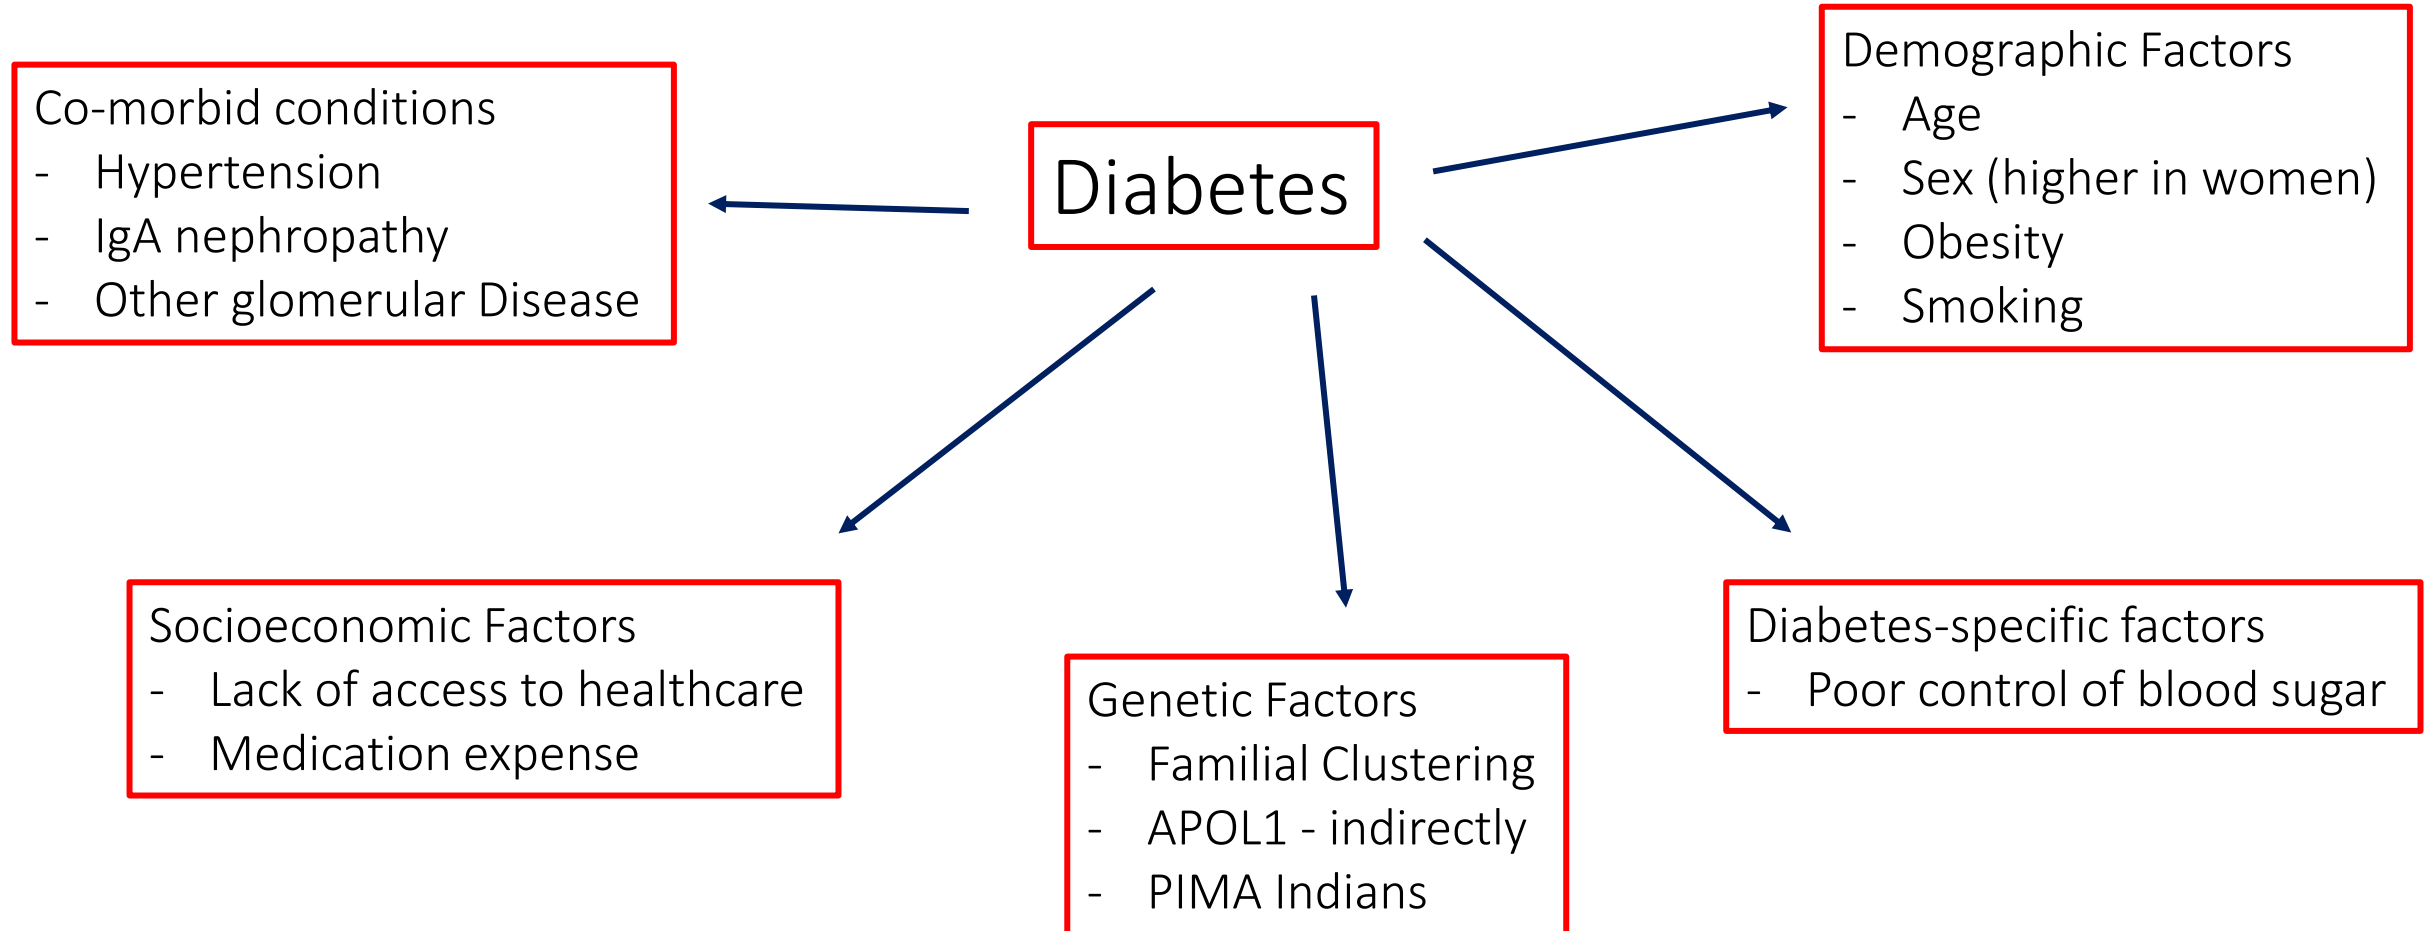 Diabetes
Co-morbid conditions
- Hypertension
- IgA nephropathy
- Other glomerular Disease
Demographic Factors
- Age
- Sex (higher in women)
- Obesity
- Smoking
Socioeconomic Factors
- Lack of access to healthcare
- Medication expense
Genetic Factors
- Familial Clustering
- APOL1 - indirectly
- PIMA Indians
Diabetes-specific factors
- Poor control of blood sugar